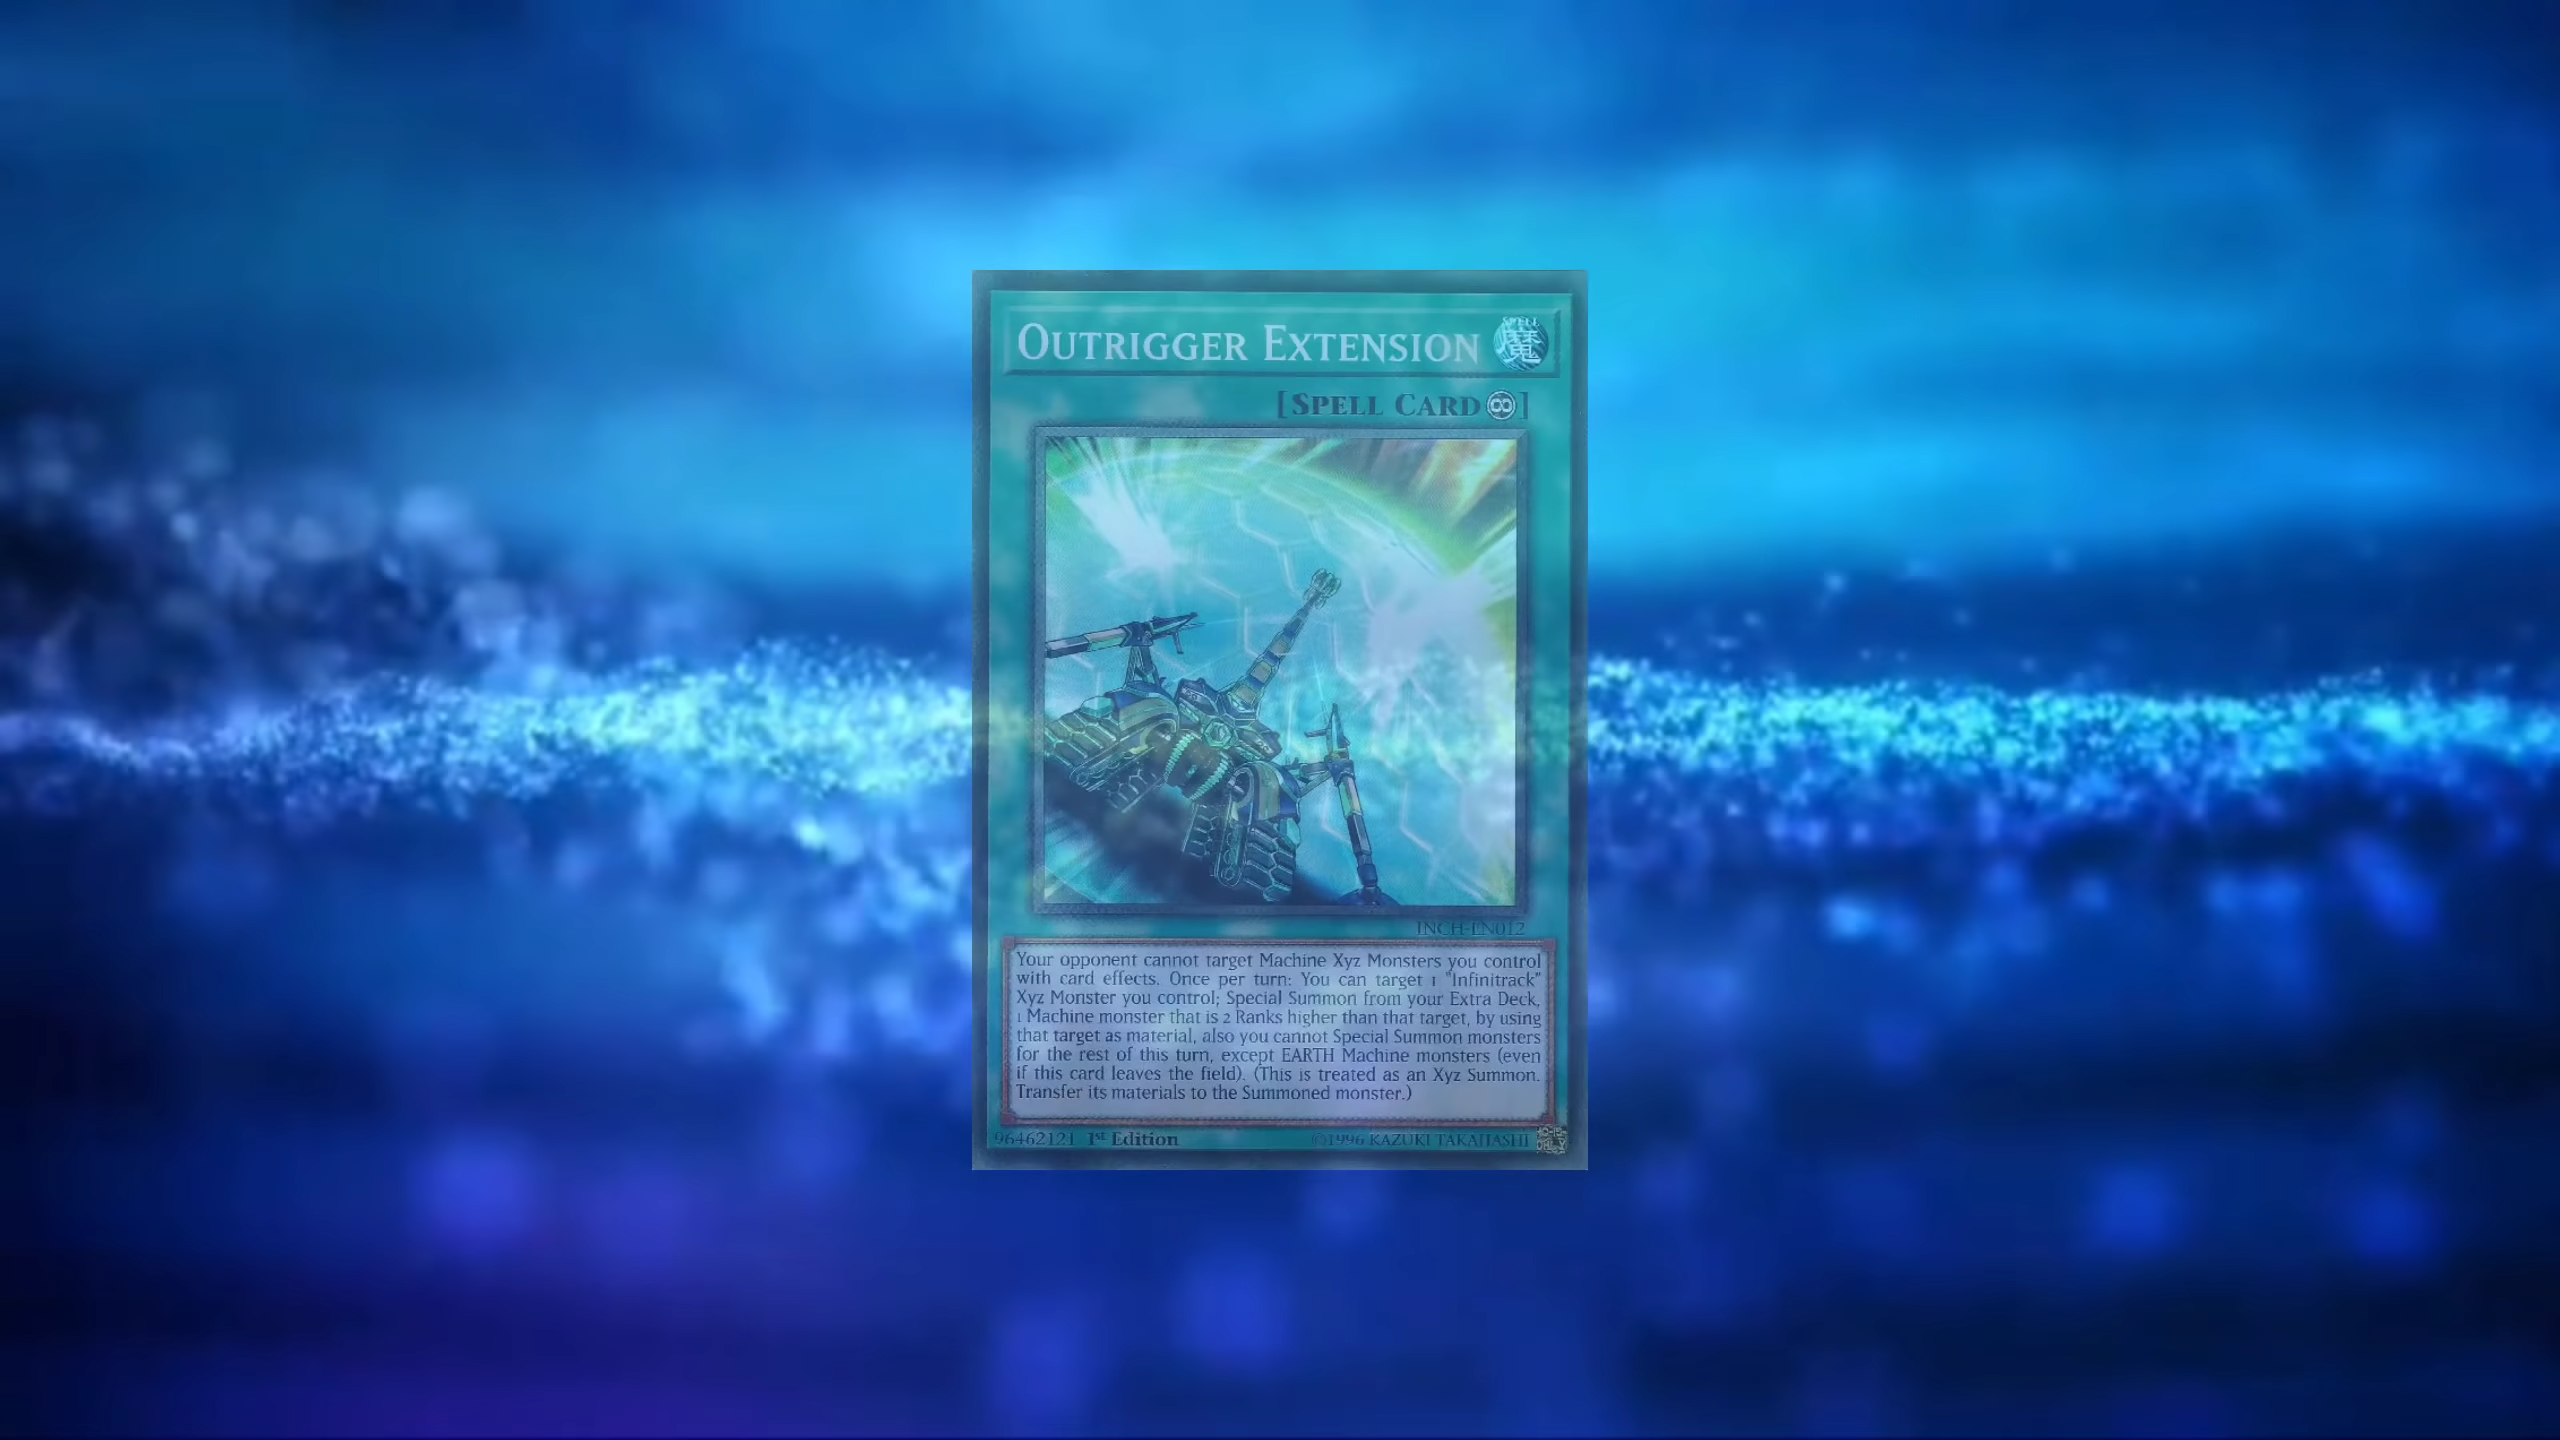 OUTRIGGER EXTENSION
SPELL
魔
[SPELL CARD]
INCH-EN012
Your opponent cannot target Machine Xyz Monsters you control
with card effects. Once per turn: You can target 1 "Infinitrack"
Xyz Monster you control; Special Summon from your Extra Deck,
1 Machine monster that is 2 Ranks higher than that target, by using
that target as material, also you cannot Special Summon monsters
for the rest of this turn, except EARTH Machine monsters (even
if this card leaves the field). (This is treated as an Xyz Summon.
Transfer its materials to the Summoned monster.)
96462121 1st Edition
©1996 KAZUKI TAKAHASHI